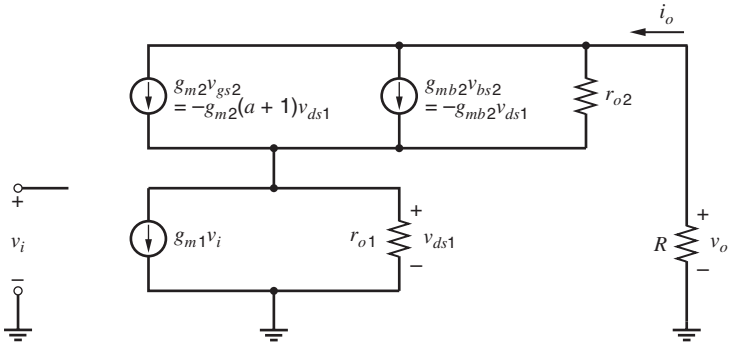 i_o
g_m2 v_gs2
= −g_m2(a + 1)v_ds1
g_mb2 v_bs2
= −g_mb2 v_ds1
r_o2
+
v_i
−
g_m1 v_i
r_o1
+
v_ds1
−
R
+
v_o
−